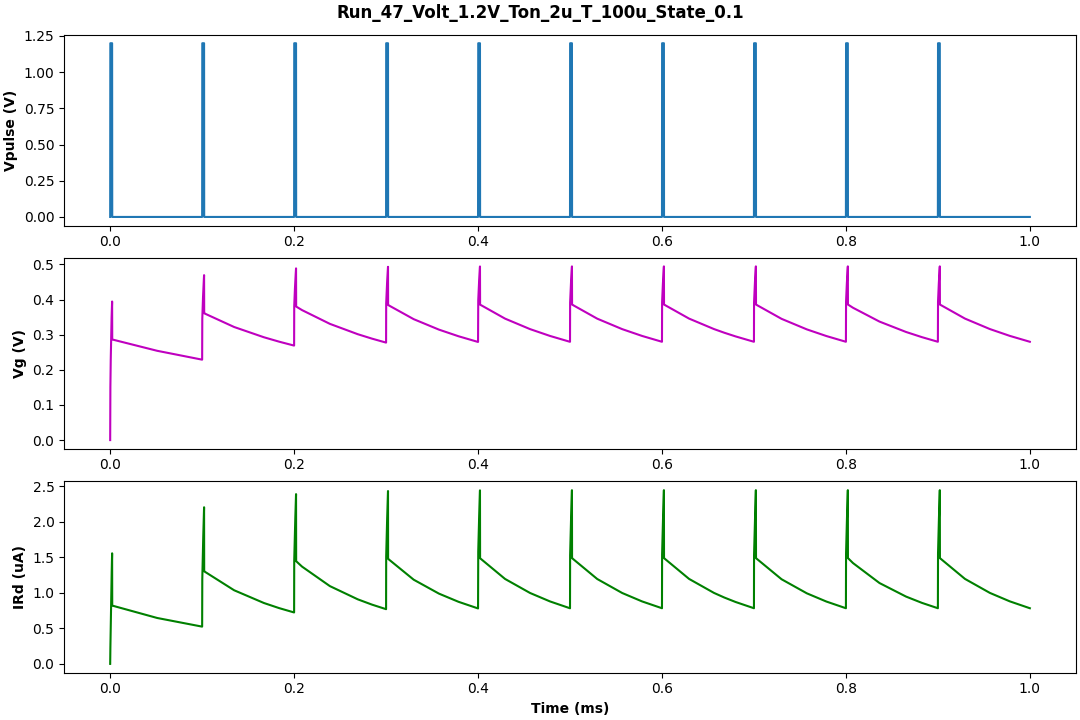 Run_47_Volt_1.2V_Ton_2u_T_100u_State_0.1
Vpulse (V)
1.25
1.00
0.75
0.50
0.25
0.00
0.0 0.2 0.4 0.6 0.8 1.0
Vg (V)
0.5
0.4
0.3
0.2
0.1
0.0
0.0 0.2 0.4 0.6 0.8 1.0
IRd (uA)
2.5
2.0
1.5
1.0
0.5
0.0
0.0 0.2 0.4 0.6 0.8 1.0
Time (ms)